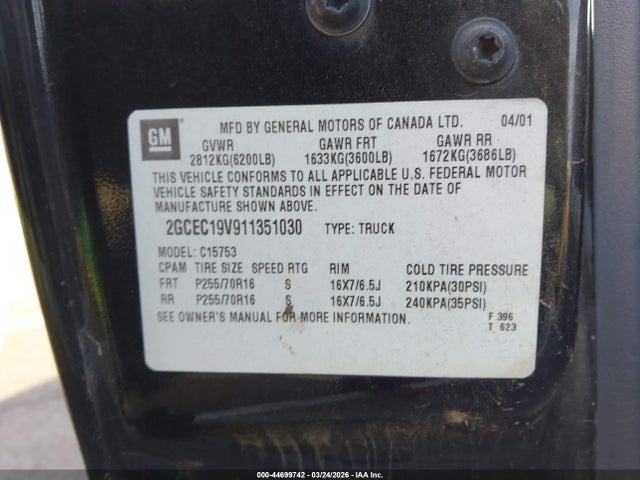 GM
MFD BY GENERAL MOTORS OF CANADA LTD. 04/01
GVWR GAWR FRT GAWR RR
2812KG(6200LB) 1633KG(3600LB) 1672KG(3686LB)
THIS VEHICLE CONFORMS TO ALL APPLICABLE U.S. FEDERAL MOTOR
VEHICLE SAFETY STANDARDS IN EFFECT ON THE DATE OF
MANUFACTURE SHOWN ABOVE.
2GCEC19V911351030 TYPE: TRUCK
MODEL: C15753
CPAM TIRE SIZE SPEED RTG RIM COLD TIRE PRESSURE
FRT P255/70R16 S 16X7/6.5J 210KPA(30PSI)
RR P255/70R16 S 16X7/6.5J 240KPA(35PSI)
SEE OWNER'S MANUAL FOR MORE INFORMATION.
F 396
T 623
000-44699742 - 03/24/2026 - IAA, Inc.